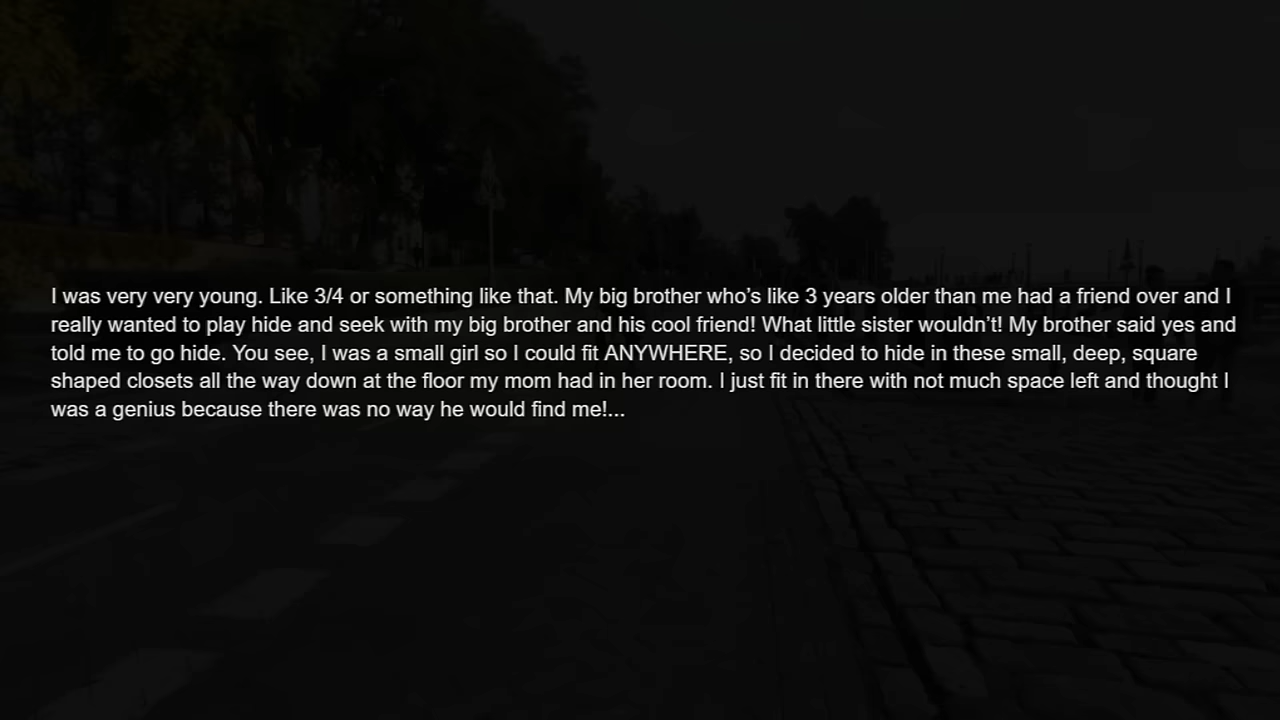 I was very very young. Like 3/4 or something like that. My big brother who’s like 3 years older than me had a friend over and I
really wanted to play hide and seek with my big brother and his cool friend! What little sister wouldn’t! My brother said yes and
told me to go hide. You see, I was a small girl so I could fit ANYWHERE, so I decided to hide in these small, deep, square
shaped closets all the way down at the floor my mom had in her room. I just fit in there with not much space left and thought I
was a genius because there was no way he would find me!...